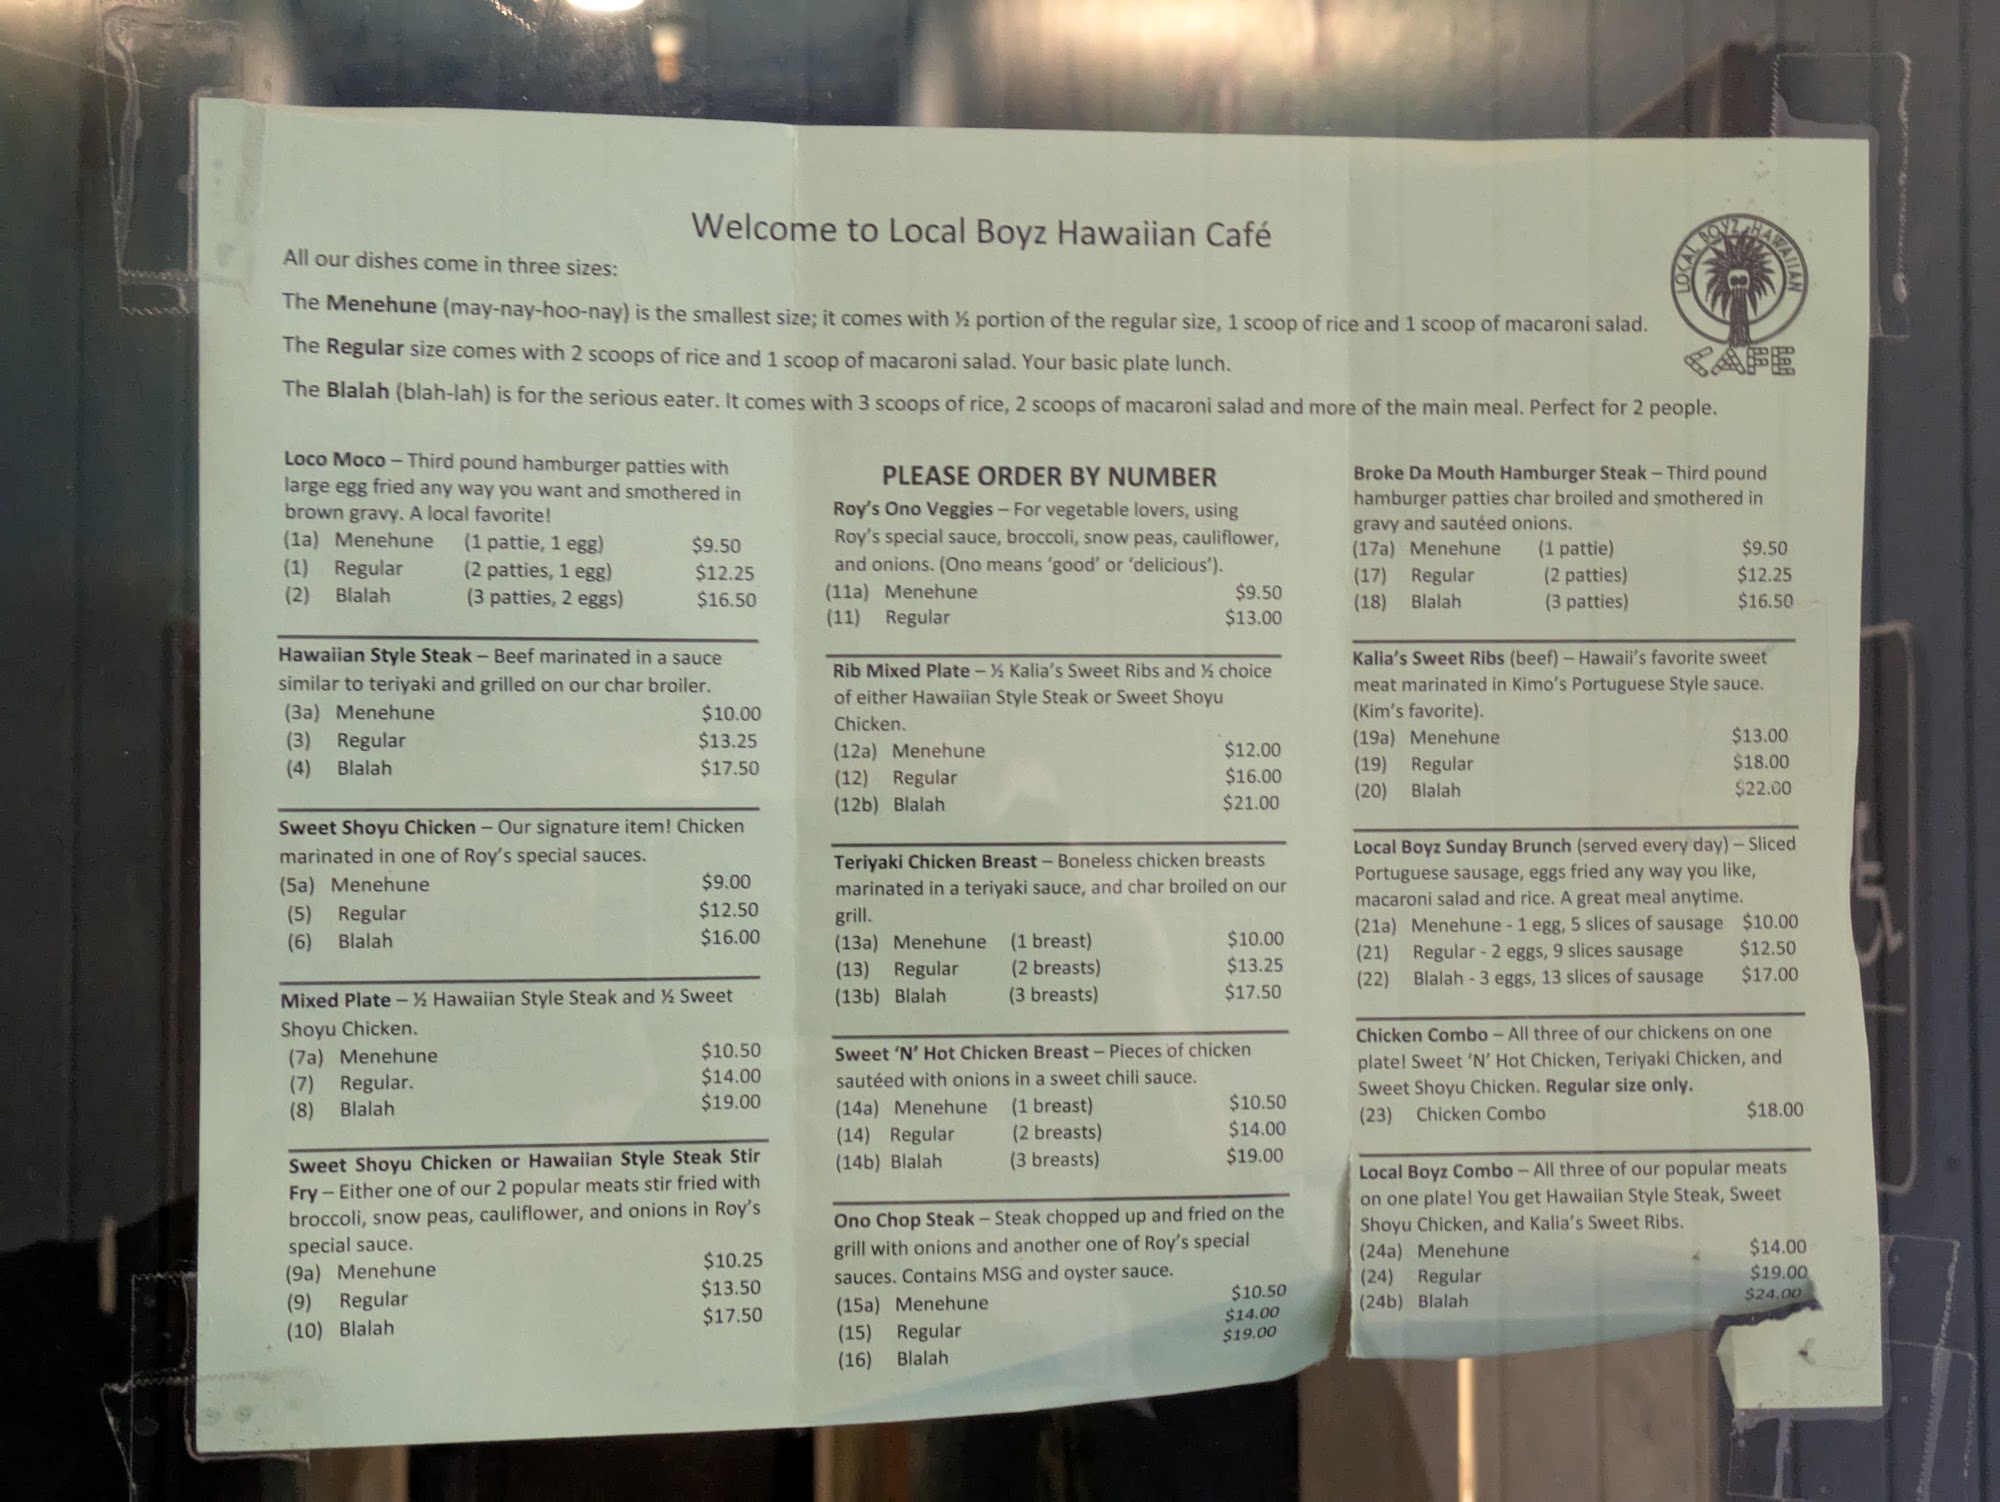 Welcome to Local Boyz Hawaiian Café
LOCAL BOYZ HAWAIIAN
CAFE
All our dishes come in three sizes:
The Menehune (may-nay-hoo-nay) is the smallest size; it comes with ½ portion of the regular size, 1 scoop of rice and 1 scoop of macaroni salad.
The Regular size comes with 2 scoops of rice and 1 scoop of macaroni salad. Your basic plate lunch.
The Blalah (blah-lah) is for the serious eater. It comes with 3 scoops of rice, 2 scoops of macaroni salad and more of the main meal. Perfect for 2 people.
Loco Moco – Third pound hamburger patties with
large egg fried any way you want and smothered in
brown gravy. A local favorite!
(1a) Menehune (1 pattie, 1 egg) $9.50
(1) Regular (2 patties, 1 egg) $12.25
(2) Blalah (3 patties, 2 eggs) $16.50
Hawaiian Style Steak – Beef marinated in a sauce
similar to teriyaki and grilled on our char broiler.
(3a) Menehune $10.00
(3) Regular $13.25
(4) Blalah $17.50
Sweet Shoyu Chicken – Our signature item! Chicken
marinated in one of Roy's special sauces.
(5a) Menehune $9.00
(5) Regular $12.50
(6) Blalah $16.00
Mixed Plate – ½ Hawaiian Style Steak and ½ Sweet
Shoyu Chicken.
(7a) Menehune $10.50
(7) Regular. $14.00
(8) Blalah $19.00
Sweet Shoyu Chicken or Hawaiian Style Steak Stir
Fry – Either one of our 2 popular meats stir fried with
broccoli, snow peas, cauliflower, and onions in Roy's
special sauce.
(9a) Menehune $10.25
(9) Regular $13.50
(10) Blalah $17.50
PLEASE ORDER BY NUMBER
Roy's Ono Veggies – For vegetable lovers, using
Roy's special sauce, broccoli, snow peas, cauliflower,
and onions. (Ono means 'good' or 'delicious').
(11a) Menehune $9.50
(11) Regular $13.00
Rib Mixed Plate – ½ Kalia's Sweet Ribs and ½ choice
of either Hawaiian Style Steak or Sweet Shoyu
Chicken.
(12a) Menehune $12.00
(12) Regular $16.00
(12b) Blalah $21.00
Teriyaki Chicken Breast – Boneless chicken breasts
marinated in a teriyaki sauce, and char broiled on our
grill.
(13a) Menehune (1 breast) $10.00
(13) Regular (2 breasts) $13.25
(13b) Blalah (3 breasts) $17.50
Sweet 'N' Hot Chicken Breast – Pieces of chicken
sautéed with onions in a sweet chili sauce.
(14a) Menehune (1 breast) $10.50
(14) Regular (2 breasts) $14.00
(14b) Blalah (3 breasts) $19.00
Ono Chop Steak – Steak chopped up and fried on the
grill with onions and another one of Roy's special
sauces. Contains MSG and oyster sauce.
(15a) Menehune $10.50
(15) Regular $14.00
(16) Blalah $19.00
Broke Da Mouth Hamburger Steak – Third pound
hamburger patties char broiled and smothered in
gravy and sautéed onions.
(17a) Menehune (1 pattie) $9.50
(17) Regular (2 patties) $12.25
(18) Blalah (3 patties) $16.50
Kalia's Sweet Ribs (beef) – Hawaii's favorite sweet
meat marinated in Kimo's Portuguese Style sauce.
(Kim's favorite).
(19a) Menehune $13.00
(19) Regular $18.00
(20) Blalah $22.00
Local Boyz Sunday Brunch (served every day) – Sliced
Portuguese sausage, eggs fried any way you like,
macaroni salad and rice. A great meal anytime.
(21a) Menehune - 1 egg, 5 slices of sausage $10.00
(21) Regular - 2 eggs, 9 slices sausage $12.50
(22) Blalah - 3 eggs, 13 slices of sausage $17.00
Chicken Combo – All three of our chickens on one
plate! Sweet 'N' Hot Chicken, Teriyaki Chicken, and
Sweet Shoyu Chicken. Regular size only.
(23) Chicken Combo $18.00
Local Boyz Combo – All three of our popular meats
on one plate! You get Hawaiian Style Steak, Sweet
Shoyu Chicken, and Kalia's Sweet Ribs.
(24a) Menehune $14.00
(24) Regular $19.00
(24b) Blalah $24.00